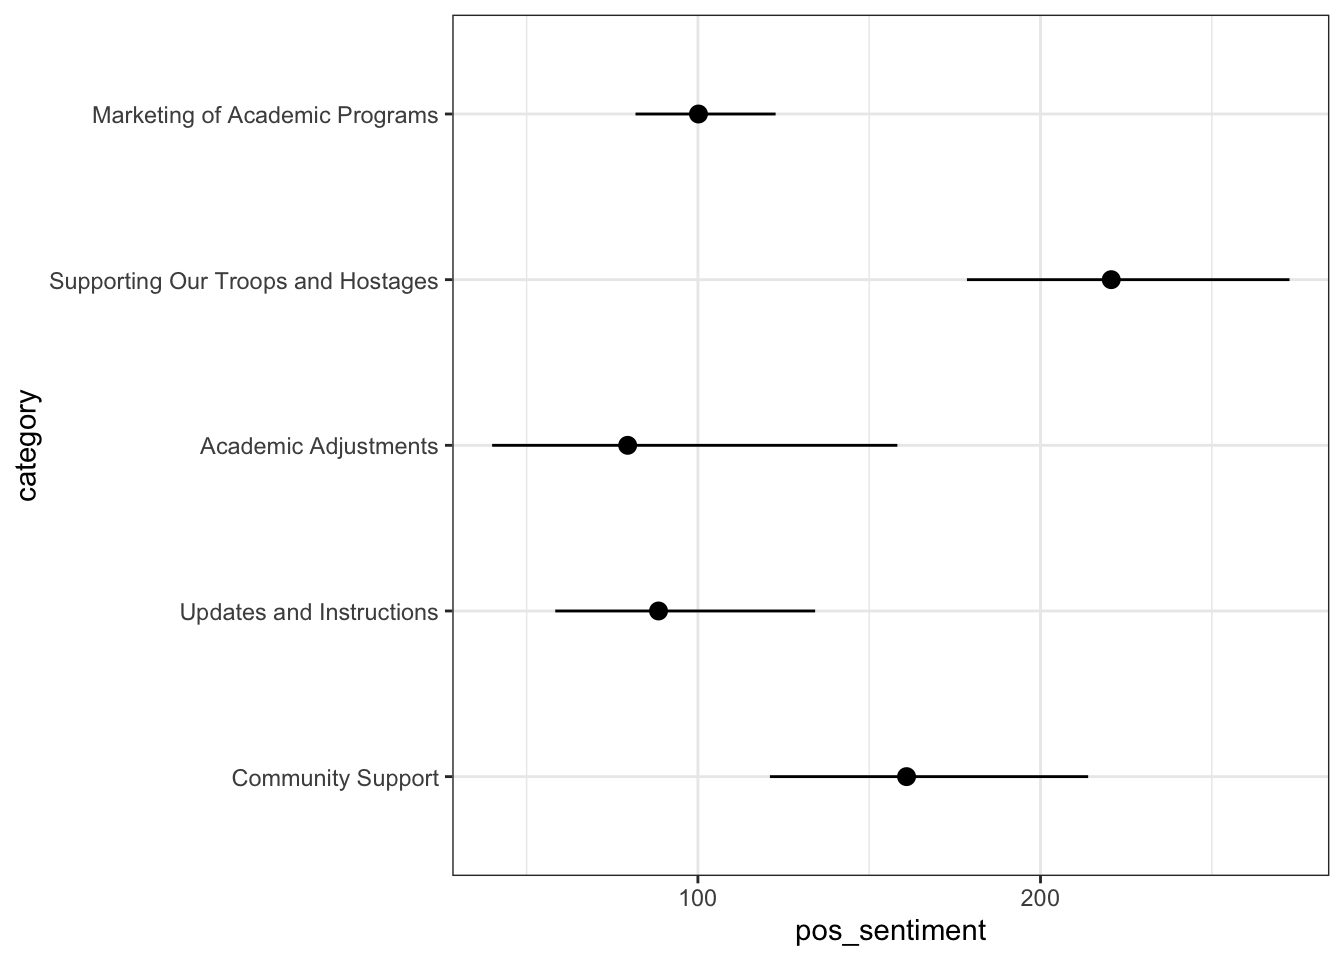 Marketing of Academic Programs
Supporting Our Troops and Hostages
Academic Adjustments
Updates and Instructions
Community Support
category
100
200
pos_sentiment